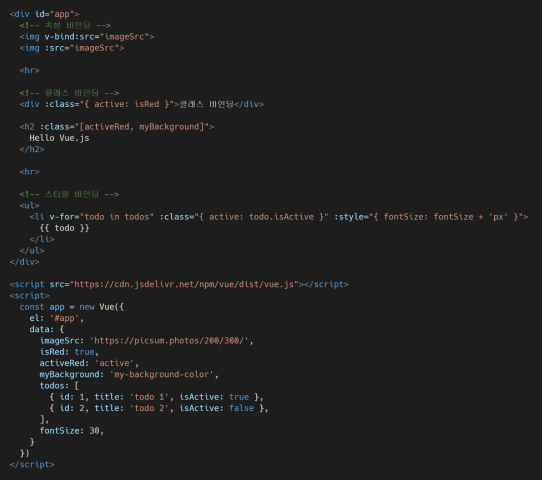 <div id="app">
  <!-- 속성 바인딩 -->
  <img v-bind:src="imageSrc">
  <img :src="imageSrc">

  <hr>

  <!-- 클래스 바인딩 -->
  <div :class="{ active: isRed }">클래스 바인딩</div>

  <h2 :class="[activeRed, myBackground]">
    Hello Vue.js
  </h2>

  <hr>

  <!-- 스타일 바인딩 -->
  <ul>
    <li v-for="todo in todos" :class="{ active: todo.isActive }" :style="{ fontSize: fontSize + 'px' }">
      {{ todo }}
    </li>
  </ul>
</div>

<script src="https://cdn.jsdelivr.net/npm/vue/dist/vue.js"></script>
<script>
  const app = new Vue({
    el: '#app',
    data: {
      imageSrc: 'https://picsum.photos/200/300/',
      isRed: true,
      activeRed: 'active',
      myBackground: 'my-background-color',
      todos: [
        { id: 1, title: 'todo 1', isActive: true },
        { id: 2, title: 'todo 2', isActive: false },
      ],
      fontSize: 30,
    }
  })
</script>